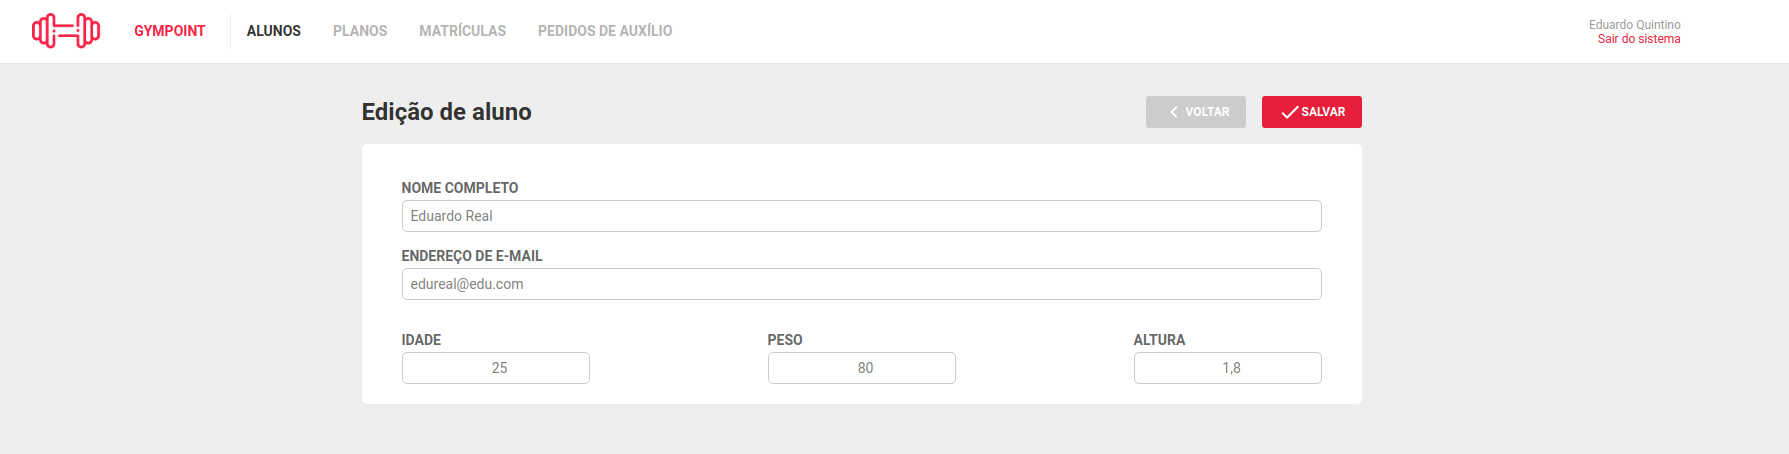 GYMPOINT ALUNOS PLANOS MATRÍCULAS PEDIDOS DE AUXÍLIO
Eduardo Quintino
Sair do sistema
Edição de aluno
VOLTAR SALVAR
NOME COMPLETO
Eduardo Real
ENDEREÇO DE E-MAIL
edureal@edu.com
IDADE PESO ALTURA
25 80 1,8